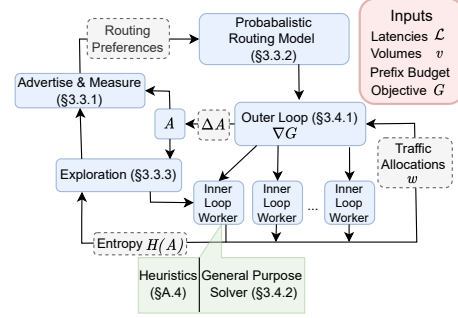 Routing
Preferences
Probabalistic
Routing Model
(§3.3.2)
Inputs
Latencies ℒ
Volumes v
Prefix Budget
Objective G
Advertise & Measure
(§3.3.1)
A
ΔA
Outer Loop (§3.4.1)
∇G
Traffic
Allocations
w
Exploration (§3.3.3)
Inner
Loop
Worker
Inner
Loop
Worker
...
Inner
Loop
Worker
Entropy H(A)
Heuristics
(§A.4)
General Purpose
Solver (§3.4.2)